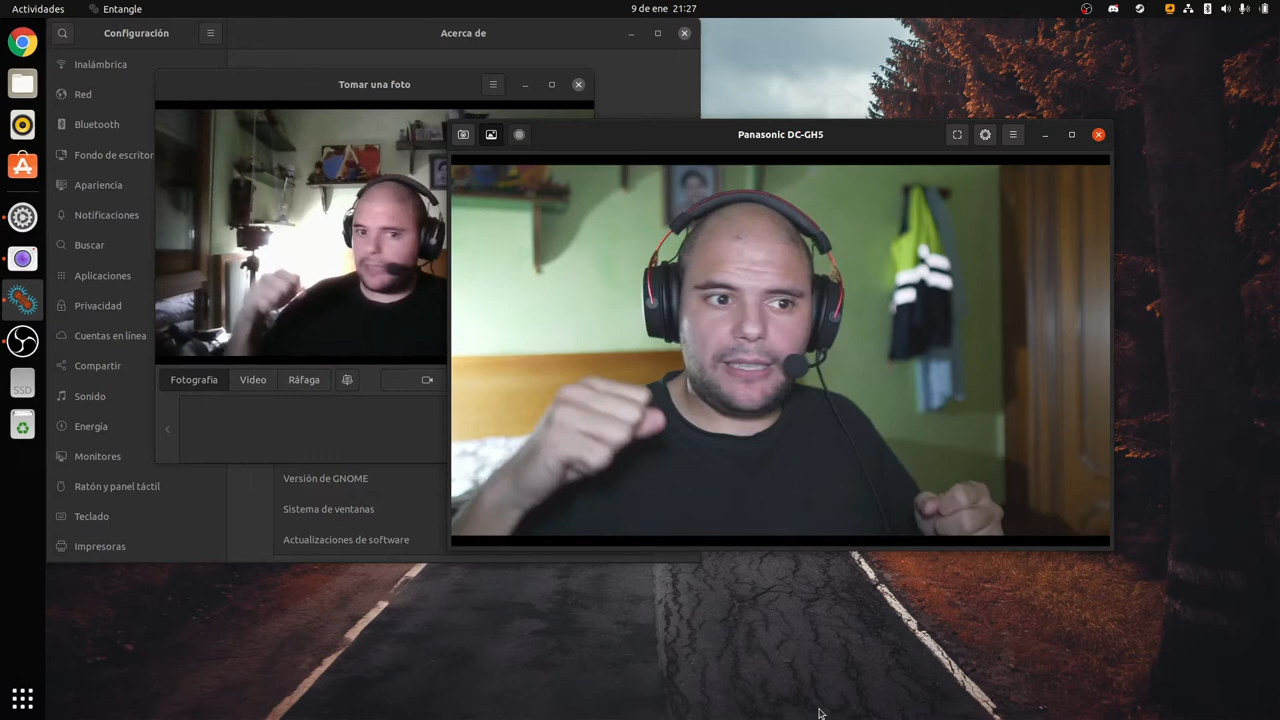 Actividades
Entangle
9 de ene 21:27
Configuración
Acerca de
Inalámbrica
Red
Bluetooth
Fondo de escritor
Apariencia
Notificaciones
Buscar
Aplicaciones
Privacidad
Cuentas en línea
Compartir
Sonido
Energía
Monitores
Ratón y panel táctil
Teclado
Impresoras
Tomar una foto
Fotografía
Video
Ráfaga
Panasonic DC-GH5
Versión de GNOME
Sistema de ventanas
Actualizaciones de software
SSD